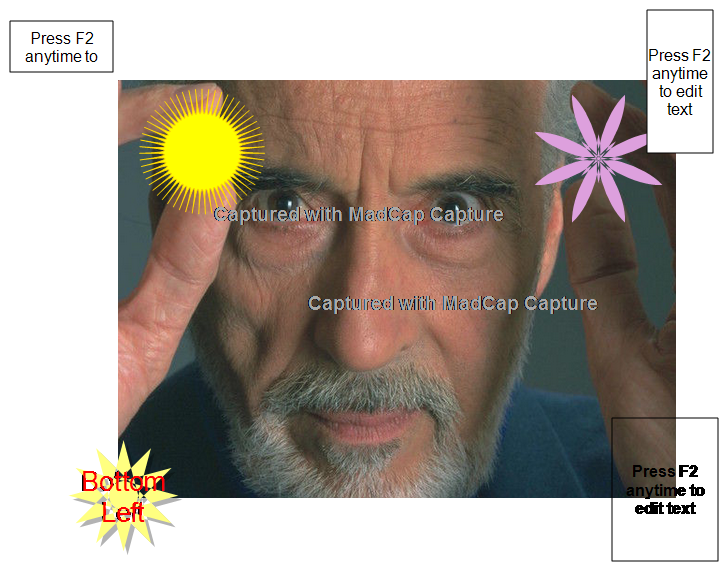 Press F2
anytime to
Press F2
anytime
to edit
text
Captured with MadCap Capture
Captured with MadCap Capture
Press F2
anytime to
edit text
Bottom
Left